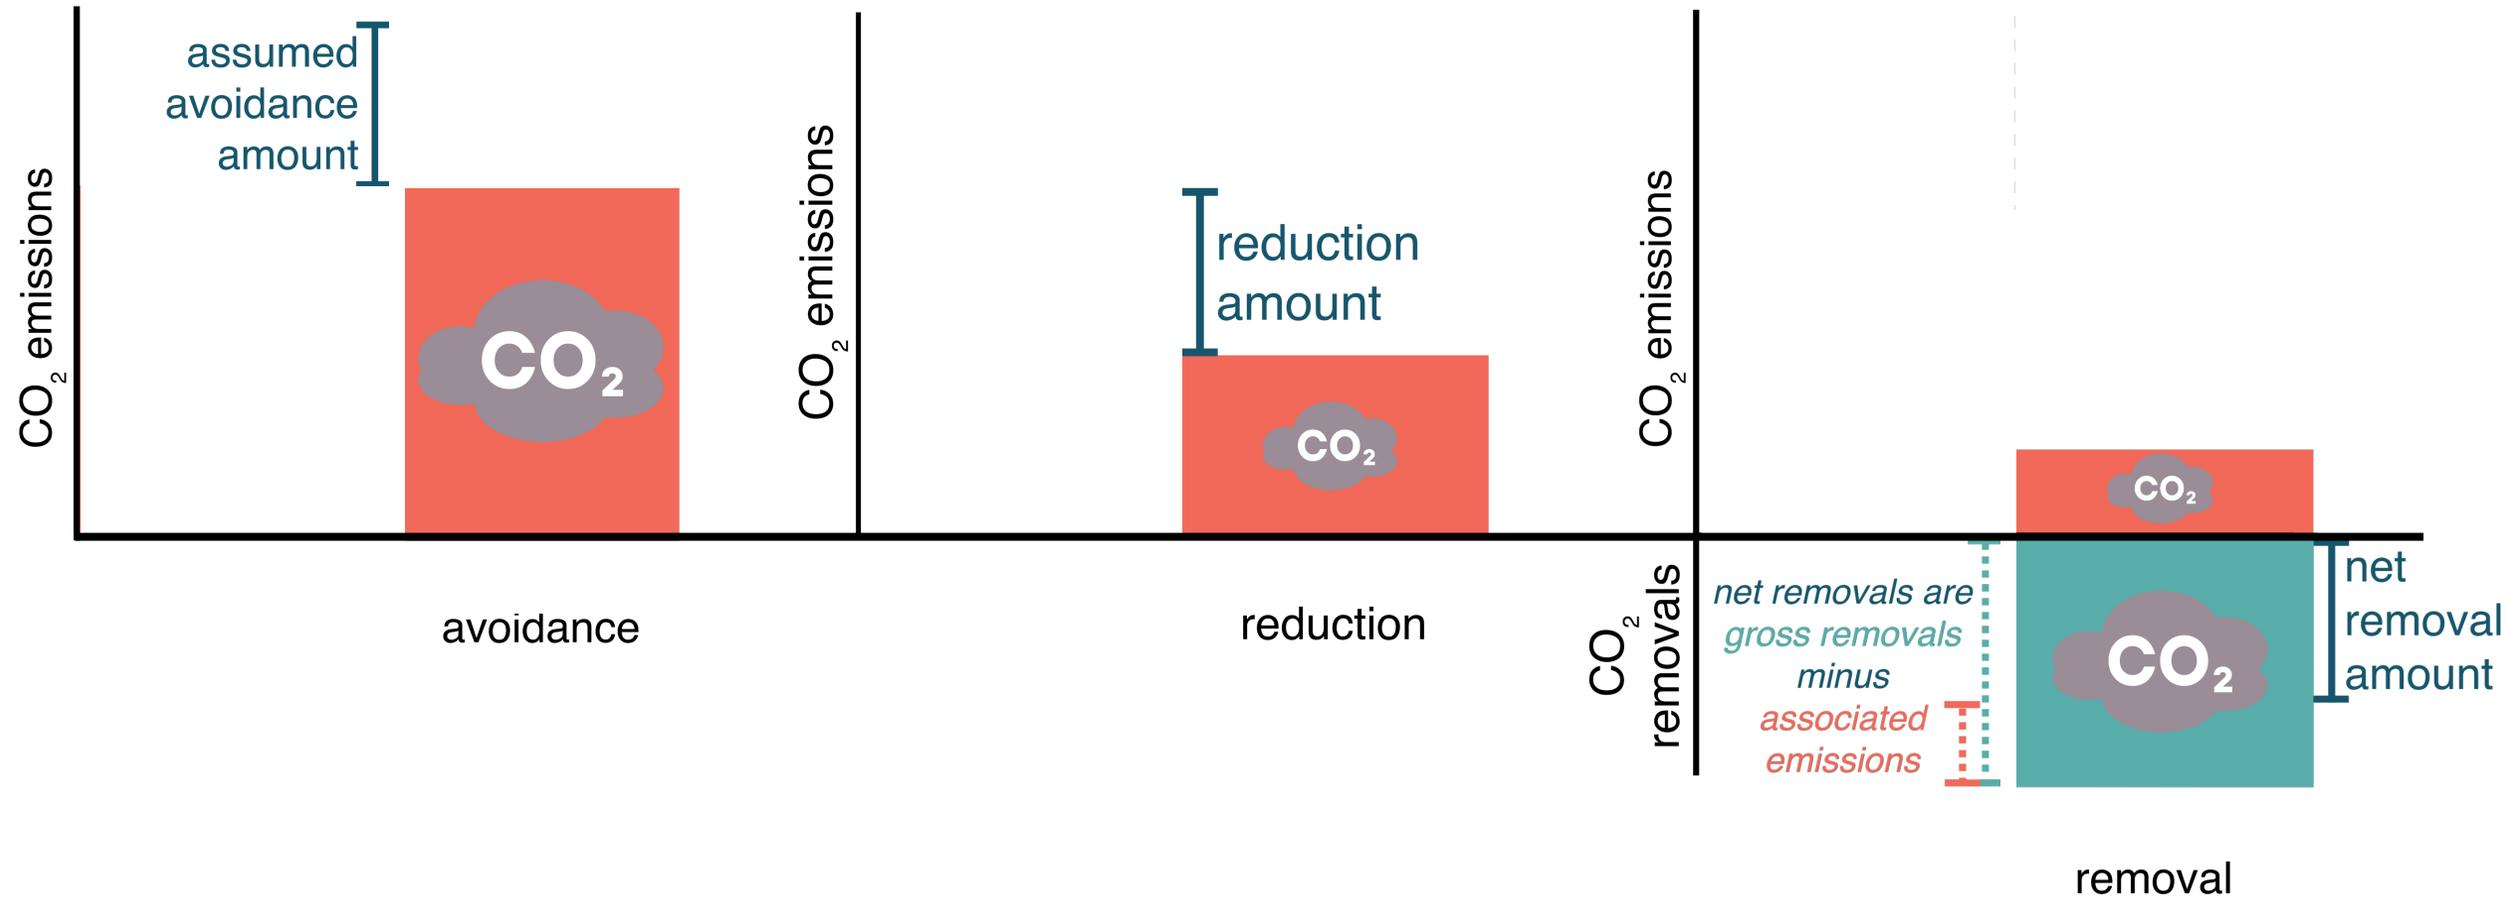 assumed
avoidance
amount
CO2 emissions
CO2
avoidance
CO2 emissions
reduction
amount
CO2
reduction
CO2 emissions
CO2
CO2
removals
net removals are
gross removals
minus
associated
emissions
CO2
net
removal
amount
removal